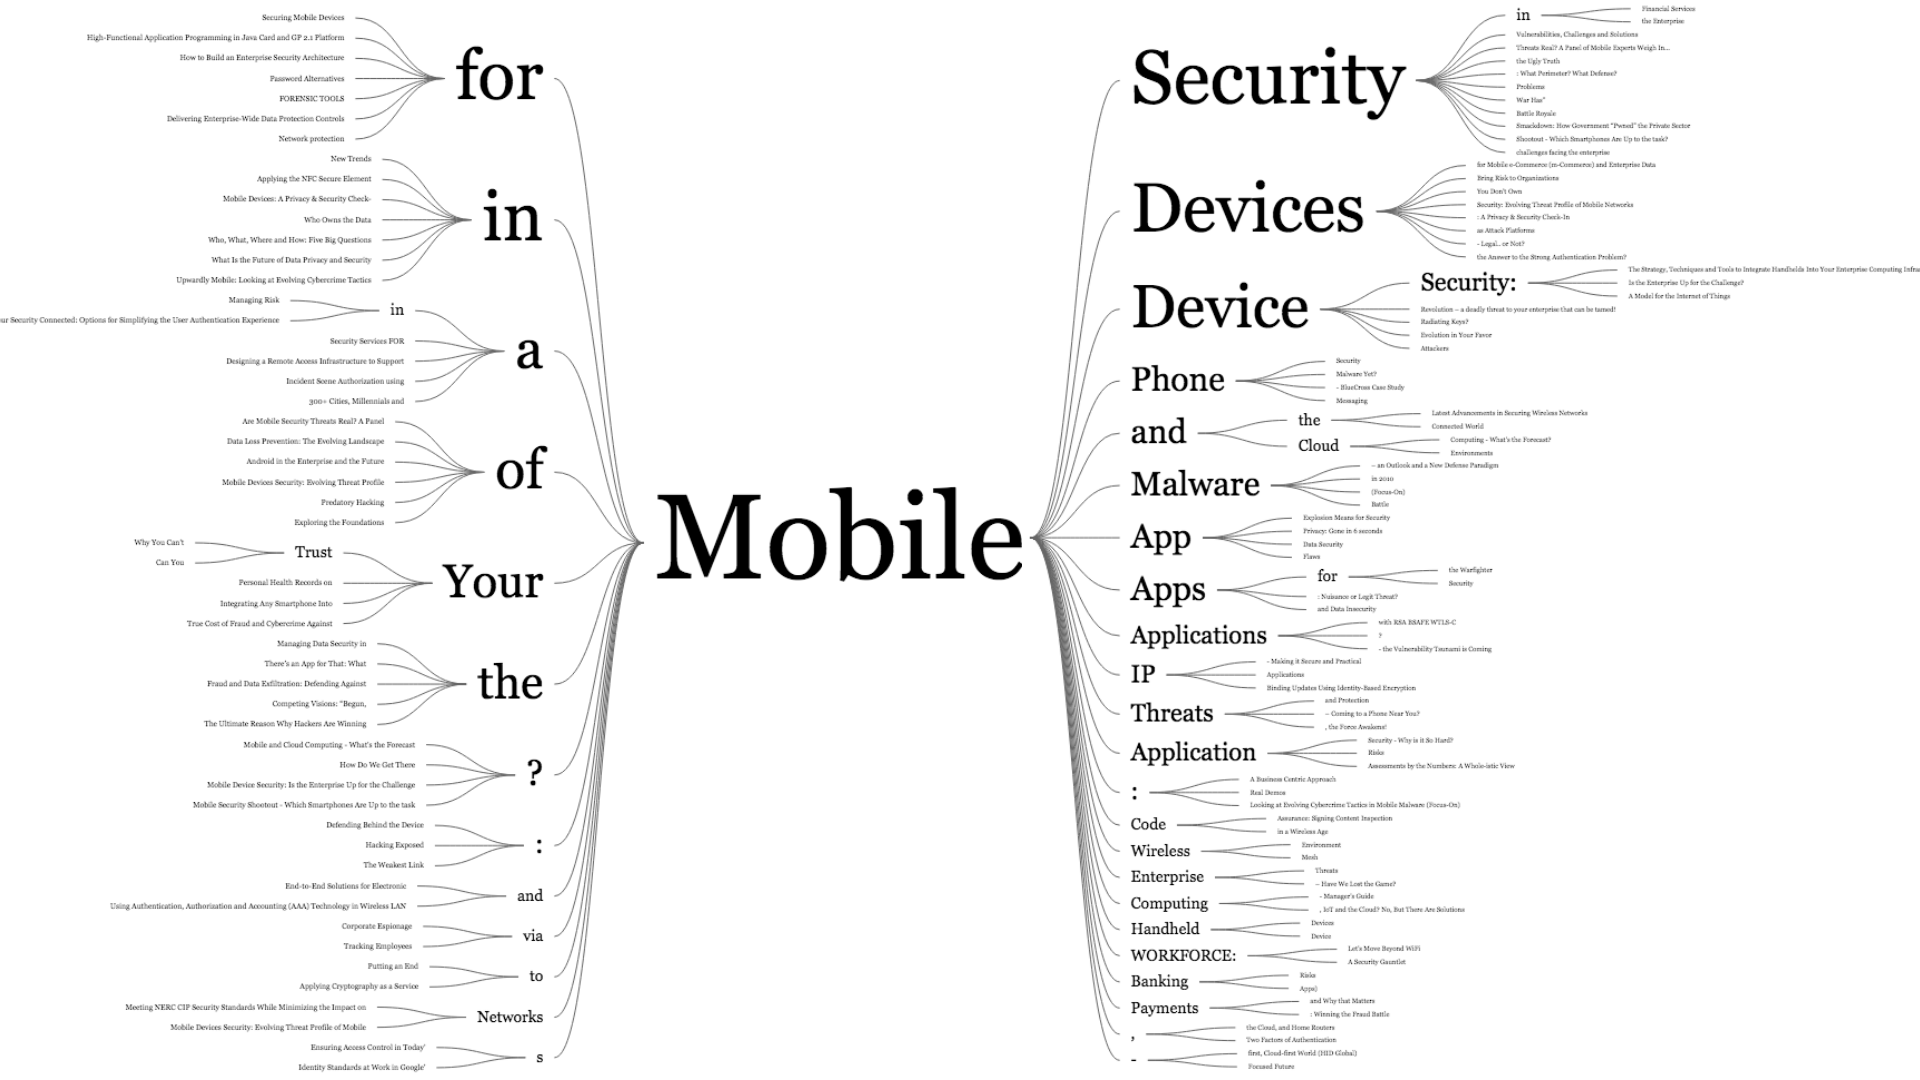 Securing Mobile Devices
High-Functional Application Programming in Java Card and GP 2.1 Platform
How to Build an Enterprise Security Architecture
Password Alternatives
FORENSIC TOOLS
Delivering Enterprise-Wide Data Protection Controls
Network protection
for
New Trends
Applying the NFC Secure Element
Mobile Devices: A Privacy & Security Check-
Who Owns the Data
Who, What, Where and How: Five Big Questions
What Is the Future of Data Privacy and Security
Upwardly Mobile: Looking at Evolving Cybercrime Tactics
in
Managing Risk
ur Security Connected: Options for Simplifying the User Authentication Experience
in
Security Services FOR
Designing a Remote Access Infrastructure to Support
Incident Scene Authorization using
300+ Cities, Millennials and
a
Are Mobile Security Threats Real? A Panel
Data Loss Prevention: The Evolving Landscape
Android in the Enterprise and the Future
Mobile Devices Security: Evolving Threat Profile
Predatory Hacking
Exploring the Foundations
of
Why You Can't
Can You
Trust
Personal Health Records on
Integrating Any Smartphone Into
True Cost of Fraud and Cybercrime Against
Your
Managing Data Security in
There's an App for That: What
Fraud and Data Exfiltration: Defending Against
Competing Visions: "Begun,
The Ultimate Reason Why Hackers Are Winning
the
Mobile and Cloud Computing - What's the Forecast
How Do We Get There
Mobile Device Security: Is the Enterprise Up for the Challenge
Mobile Security Shootout - Which Smartphones Are Up to the task
?
Defending Behind the Device
Hacking Exposed
The Weakest Link
:
End-to-End Solutions for Electronic
Using Authentication, Authorization and Accounting (AAA) Technology in Wireless LAN
and
Corporate Espionage
Tracking Employees
via
Putting an End
Applying Cryptography as a Service
to
Meeting NERC CIP Security Standards While Minimizing the Impact on
Mobile Devices Security: Evolving Threat Profile of Mobile
Networks
Ensuring Access Control in Today'
Identity Standards at Work in Google'
s
Mobile
Security
in
Financial Services
the Enterprise
Vulnerabilities, Challenges and Solutions
Threats Real? A Panel of Mobile Experts Weigh In...
the Ugly Truth
: What Perimeter? What Defense?
Problems
War Has"
Battle Royale
Smackdown: How Government "Pwned" the Private Sector
Shootout - Which Smartphones Are Up to the task?
challenges facing the enterprise
Devices
for Mobile e-Commerce (m-Commerce) and Enterprise Data
Bring Risk to Organizations
You Don't Own
Security: Evolving Threat Profile of Mobile Networks
: A Privacy & Security Check-In
as Attack Platforms
- Legal.. or Not?
the Answer to the Strong Authentication Problem?
Device
Security:
The Strategy, Techniques and Tools to Integrate Handhelds Into Your Enterprise Computing Infra
Is the Enterprise Up for the Challenge?
A Model for the Internet of Things
Revolution – a deadly threat to your enterprise that can be tamed!
Radiating Keys?
Evolution in Your Favor
Attackers
Phone
Security
Malware Yet?
- BlueCross Case Study
Messaging
and
the
Latest Advancements in Securing Wireless Networks
Connected World
Cloud
Computing - What's the Forecast?
Environments
Malware
– an Outlook and a New Defense Paradigm
in 2010
(Focus-On)
Battle
App
Explosion Means for Security
Privacy: Gone in 6 seconds
Data Security
Flaws
Apps
for
the Warfighter
Security
: Nuisance or Legit Threat?
and Data Insecurity
Applications
with RSA BSAFE WTLS-C
?
- the Vulnerability Tsunami is Coming
IP
- Making it Secure and Practical
Applications
Binding Updates Using Identity-Based Encryption
Threats
and Protection
– Coming to a Phone Near You?
, the Force Awakens!
Application
Security - Why is it So Hard?
Risks
Assessments by the Numbers: A Whole-istic View
:
A Business Centric Approach
Real Demos
Looking at Evolving Cybercrime Tactics in Mobile Malware (Focus-On)
Code
Assurance: Signing Content Inspection
in a Wireless Age
Wireless
Environment
Mesh
Enterprise
Threats
– Have We Lost the Game?
Computing
- Manager's Guide
, IoT and the Cloud? No, But There Are Solutions
Handheld
Devices
Device
WORKFORCE:
Let's Move Beyond WiFi
A Security Gauntlet
Banking
Risks
Apps)
Payments
and Why that Matters
: Winning the Fraud Battle
,
the Cloud, and Home Routers
Two Factors of Authentication
-
first, Cloud-first World (HID Global)
Focused Future